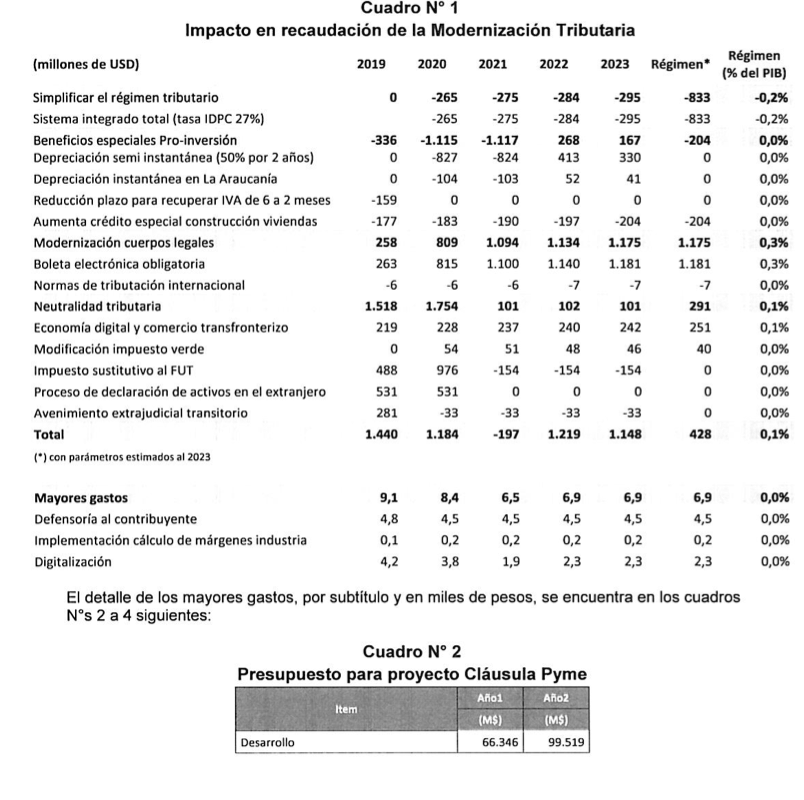 Cuadro N° 1
Impacto en recaudación de la Modernización Tributaria
(millones de USD) 2019 2020 2021 2022 2023 Régimen* Régimen (% del PIB)
Simplificar el régimen tributario 0 -265 -275 -284 -295 -833 -0,2%
Sistema integrado total (tasa IDPC 27%) -265 -275 -284 -295 -833 -0,2%
Beneficios especiales Pro-inversión -336 -1.115 -1.117 268 167 -204 0,0%
Depreciación semi instantánea (50% por 2 años) 0 -827 -824 413 330 0 0,0%
Depreciación instantánea en La Araucanía 0 -104 -103 52 41 0 0,0%
Reducción plazo para recuperar IVA de 6 a 2 meses -159 0 0 0 0 0 0,0%
Aumenta crédito especial construcción viviendas -177 -183 -190 -197 -204 -204 0,0%
Modernización cuerpos legales 258 809 1.094 1.134 1.175 1.175 0,3%
Boleta electrónica obligatoria 263 815 1.100 1.140 1.181 1.181 0,3%
Normas de tributación internacional -6 -6 -6 -7 -7 -7 0,0%
Neutralidad tributaria 1.518 1.754 101 102 101 291 0,1%
Economía digital y comercio transfronterizo 219 228 237 240 242 251 0,1%
Modificación impuesto verde 0 54 51 48 46 40 0,0%
Impuesto sustitutivo al FUT 488 976 -154 -154 -154 0 0,0%
Proceso de declaración de activos en el extranjero 531 531 0 0 0 0 0,0%
Avenimiento extrajudicial transitorio 281 -33 -33 -33 -33 0 0,0%
Total 1.440 1.184 -197 1.219 1.148 428 0,1%
(*) con parámetros estimados al 2023
Mayores gastos 9,1 8,4 6,5 6,9 6,9 6,9 0,0%
Defensoría al contribuyente 4,8 4,5 4,5 4,5 4,5 4,5 0,0%
Implementación cálculo de márgenes industria 0,1 0,2 0,2 0,2 0,2 0,2 0,0%
Digitalización 4,2 3,8 1,9 2,3 2,3 2,3 0,0%
El detalle de los mayores gastos, por subtítulo y en miles de pesos, se encuentra en los cuadros
N°s 2 a 4 siguientes:
Cuadro N° 2
Presupuesto para proyecto Cláusula Pyme
Item Año1 Año2
(M$) (M$)
Desarrollo 66.346 99.519